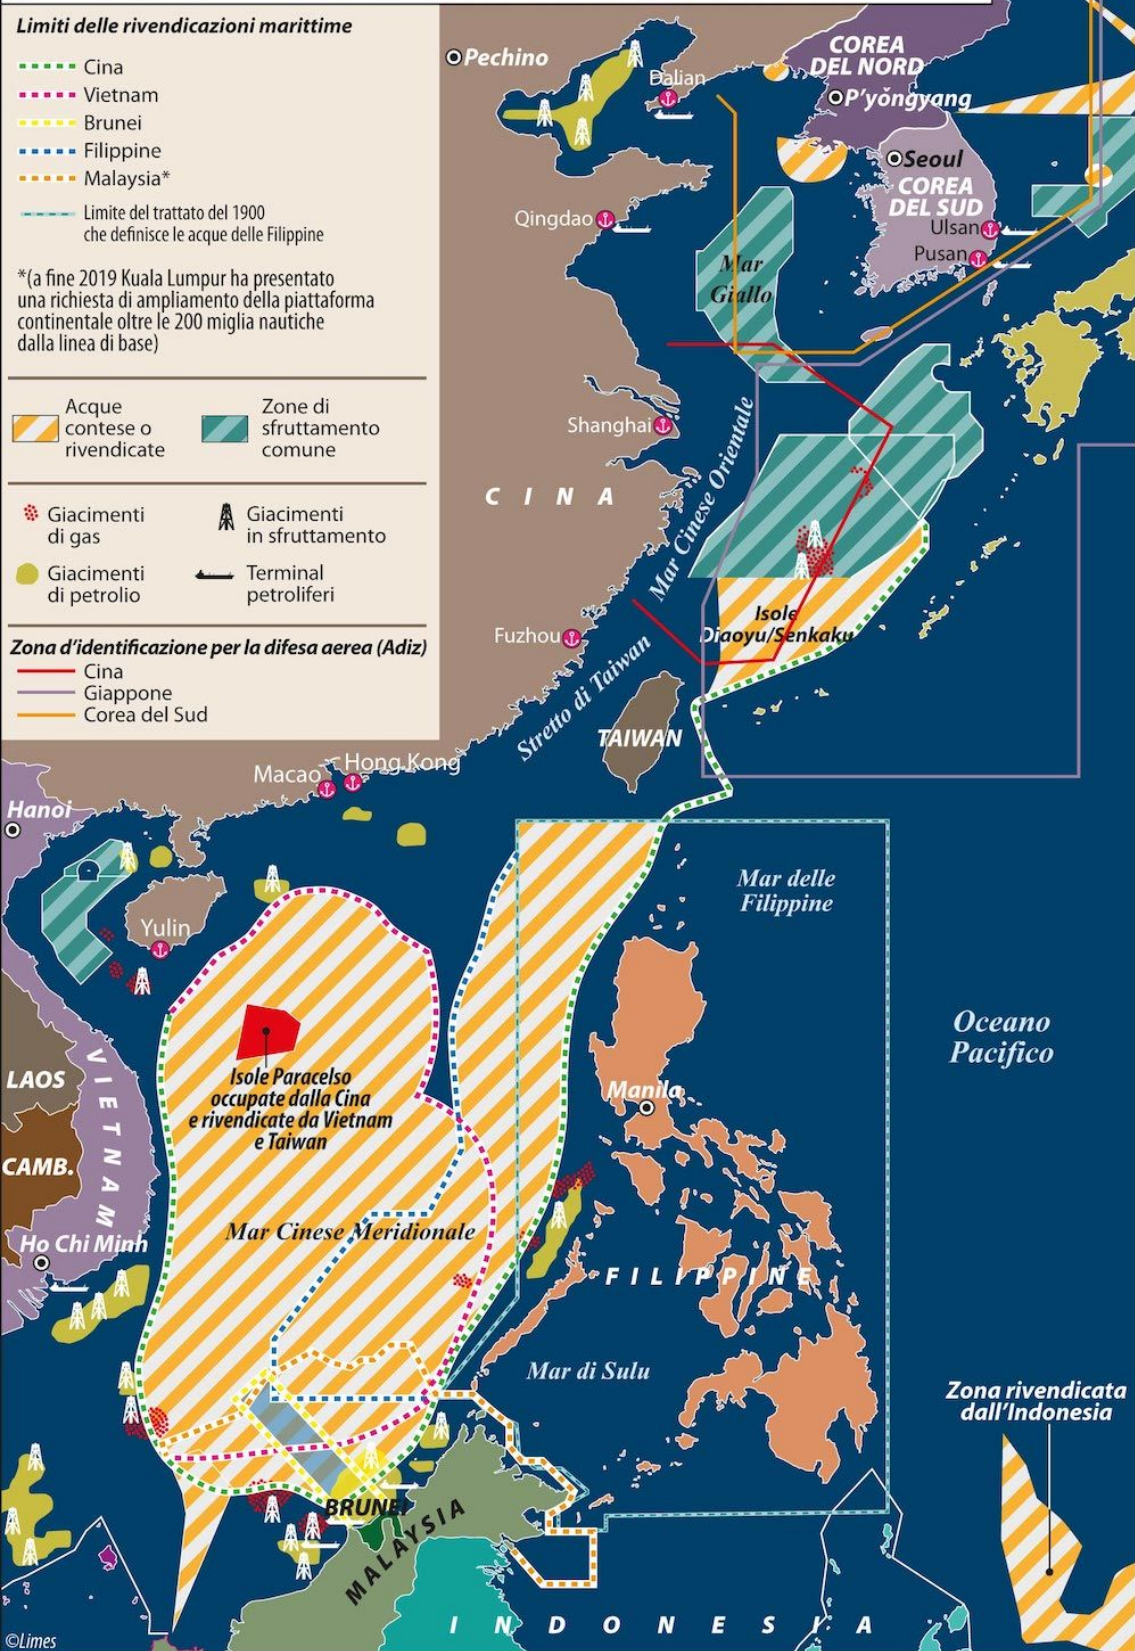 Limiti delle rivendicazioni marittime
Cina
Vietnam
Brunei
Filippine
Malaysia*
Limite del trattato del 1900
che definisce le acque delle Filippine
*(a fine 2019 Kuala Lumpur ha presentato
una richiesta di ampliamento della piattaforma
continentale oltre le 200 miglia nautiche
dalla linea di base)
Acque
contese o
rivendicate
Zone di
sfruttamento
comune
Giacimenti
di gas
Giacimenti
in sfruttamento
Giacimenti
di petrolio
Terminal
petroliferi
Zona d'identificazione per la difesa aerea (Adiz)
Cina
Giappone
Corea del Sud
Pechino
Dalian
COREA
DEL NORD
P'yŏngyang
Seoul
COREA
DEL SUD
Ulsan
Pusan
Qingdao
Mar
Giallo
Shanghai
CINA
Mar Cinese Orientale
Isole
Diaoyu/Senkaku
Fuzhou
Stretto di Taiwan
TAIWAN
Macao
Hong Kong
Hanoi
Mar delle
Filippine
Yulin
Oceano
Pacifico
Isole Paracelso
occupate dalla Cina
e rivendicate da Vietnam
e Taiwan
LAOS
VIETNAM
CAMB.
Manila
Mar Cinese Meridionale
Ho Chi Minh
FILIPPINE
Mar di Sulu
Zona rivendicata
dall'Indonesia
BRUNEI
MALAYSIA
INDONESIA
©Limes